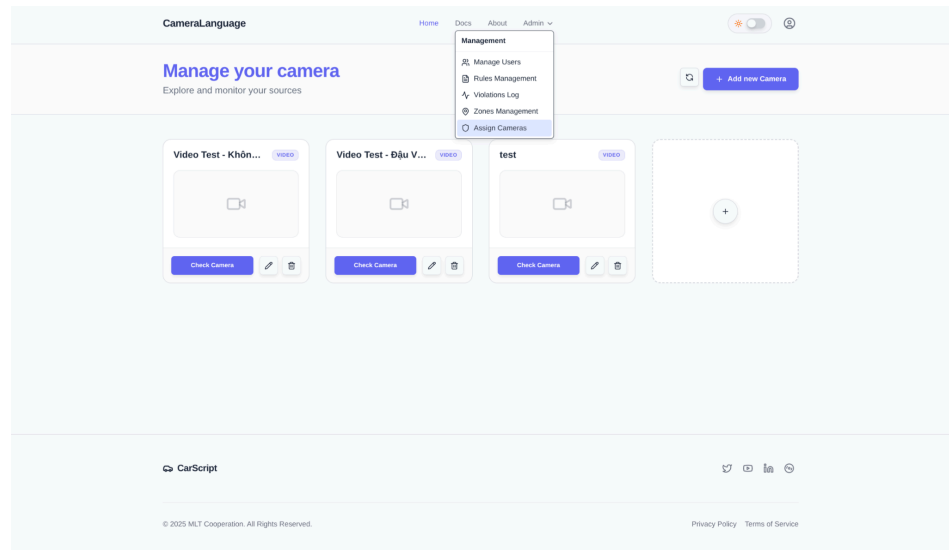 CameraLanguage
Home Docs About Admin
Management
Manage Users
Rules Management
Violations Log
Zones Management
Assign Cameras
Manage your camera
Explore and monitor your sources
+ Add new Camera
Video Test - Khôn... VIDEO
Check Camera
Video Test - Đậu V... VIDEO
Check Camera
test VIDEO
Check Camera
+
CarScript
© 2025 MLT Cooperation. All Rights Reserved.
Privacy Policy Terms of Service